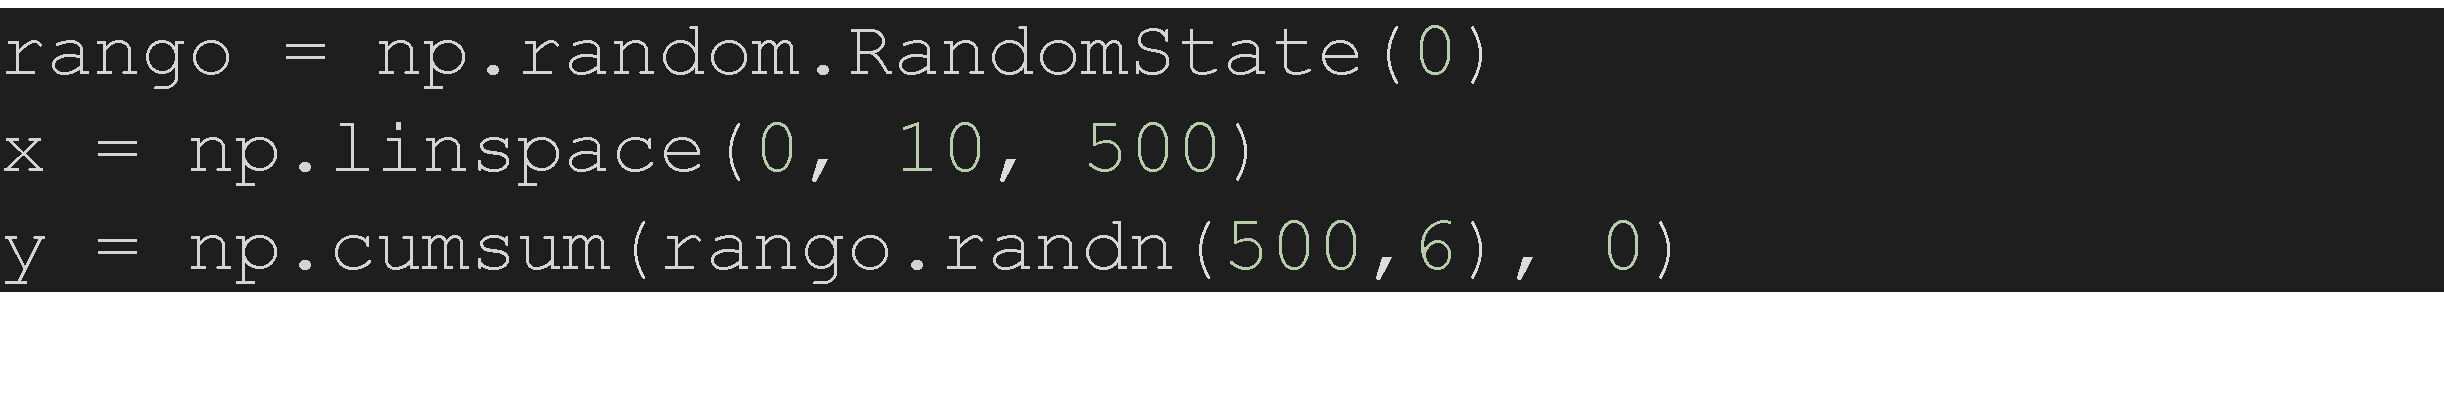 rango = np.random.RandomState(0)
x = np.linspace(0, 10, 500)
y = np.cumsum(rango.randn(500,6), 0)